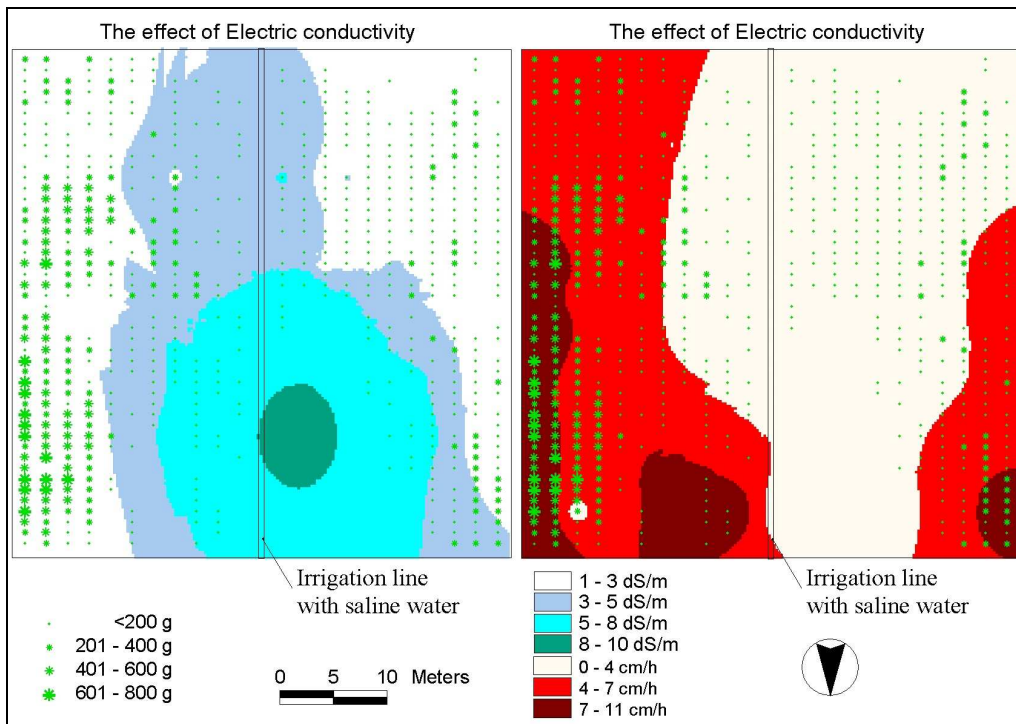 The effect of Electric conductivity
The effect of Electric conductivity
Irrigation line
with saline water
<200 g
201 - 400 g
401 - 600 g
601 - 800 g
0 5 10 Meters
1 - 3 dS/m
3 - 5 dS/m
5 - 8 dS/m
8 - 10 dS/m
0 - 4 cm/h
4 - 7 cm/h
7 - 11 cm/h
Irrigation line
with saline water